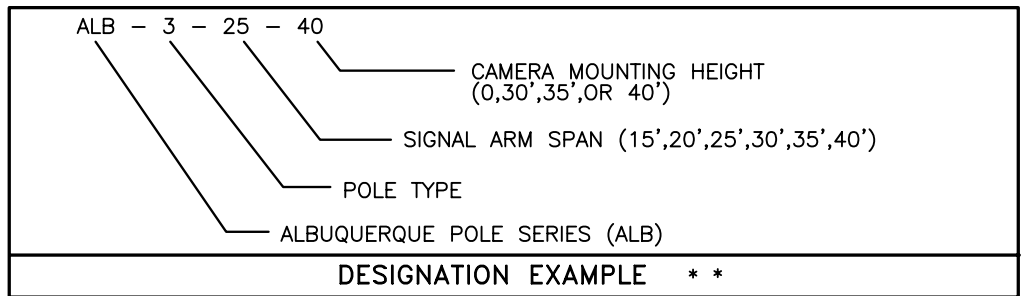 ALB - 3 - 25 - 40
CAMERA MOUNTING HEIGHT
(0,30',35',OR 40')
SIGNAL ARM SPAN (15',20',25',30',35',40')
POLE TYPE
ALBUQUERQUE POLE SERIES (ALB)
DESIGNATION EXAMPLE * *